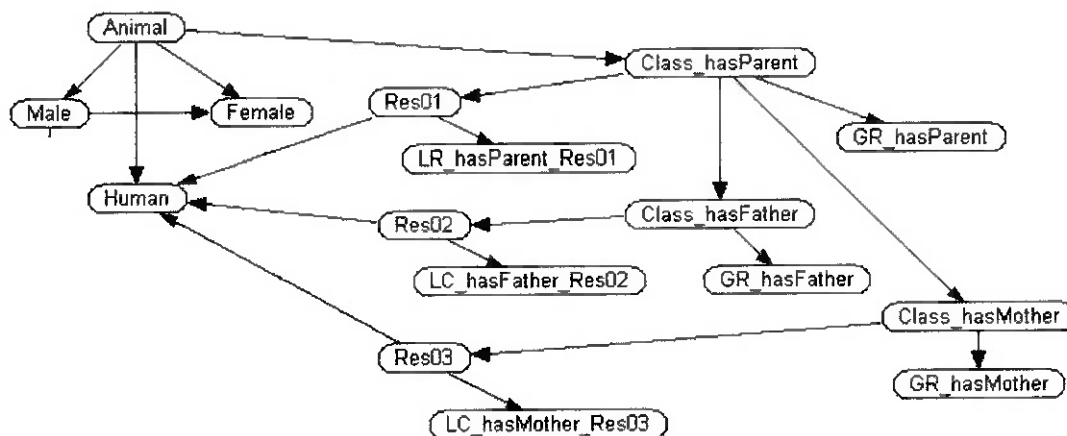 Animal
Class_hasParent
Res01
Male
Female
GR_hasParent
LR_hasParent_Res01
Human
Class_hasFather
Res02
LC_hasFather_Res02
GR_hasFather
Class_hasMother
Res03
GR_hasMother
LC_hasMother_Res03